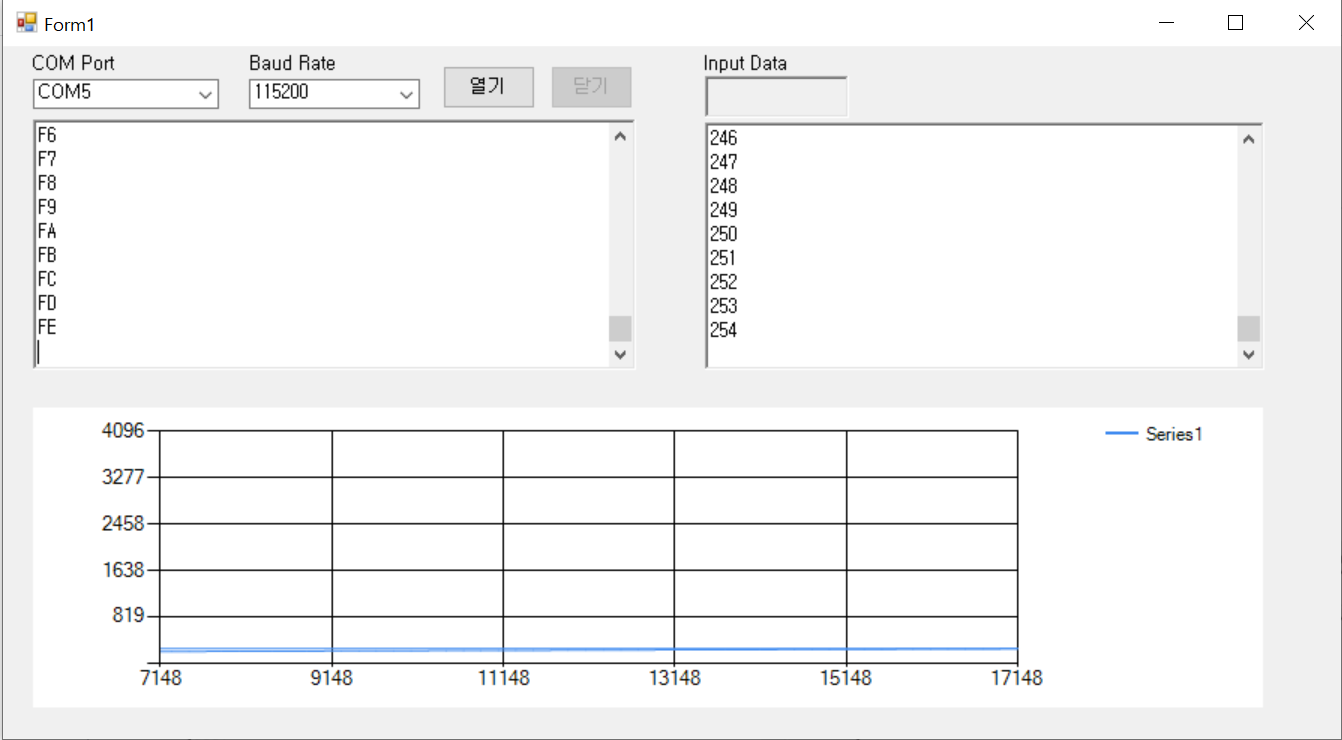 Form1
COM Port
Baud Rate
Input Data
COM5
115200
열기
닫기
F6
F7
F8
F9
FA
FB
FC
FD
FE
246
247
248
249
250
251
252
253
254
4096
3277
2458
1638
819
7148
9148
11148
13148
15148
17148
Series1